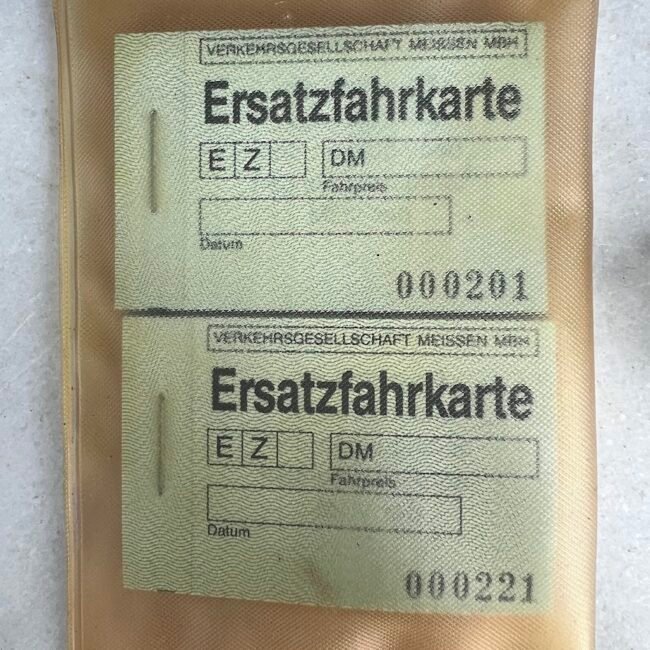 VERKEHRSGESELLSCHAFT MEISSEN MBH
Ersatzfahrkarte
E Z DM
Fahrpreis
Datum
000201
VERKEHRSGESELLSCHAFT MEISSEN MBH
Ersatzfahrkarte
E Z DM
Fahrpreis
Datum
000221